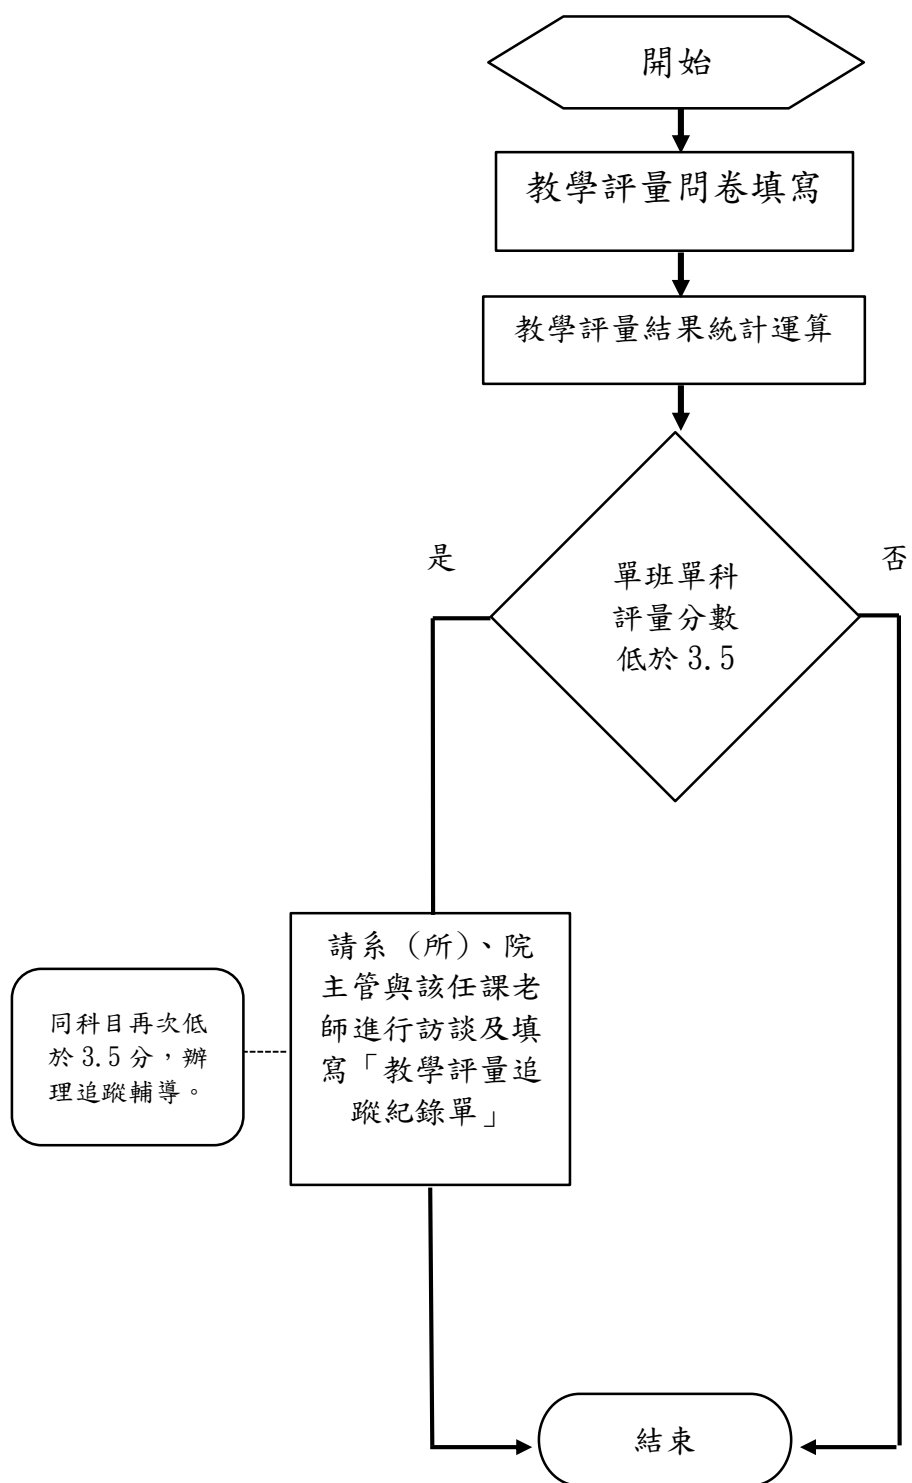 開始
教學評量問卷填寫
教學評量結果統計運算
是
否
單班單科
評量分數
低於 3.5
請系（所）、院
主管與該任課老
師進行訪談及填
寫「教學評量追
蹤紀錄單」
同科目再次低
於 3.5 分，辦
理追蹤輔導。
結束